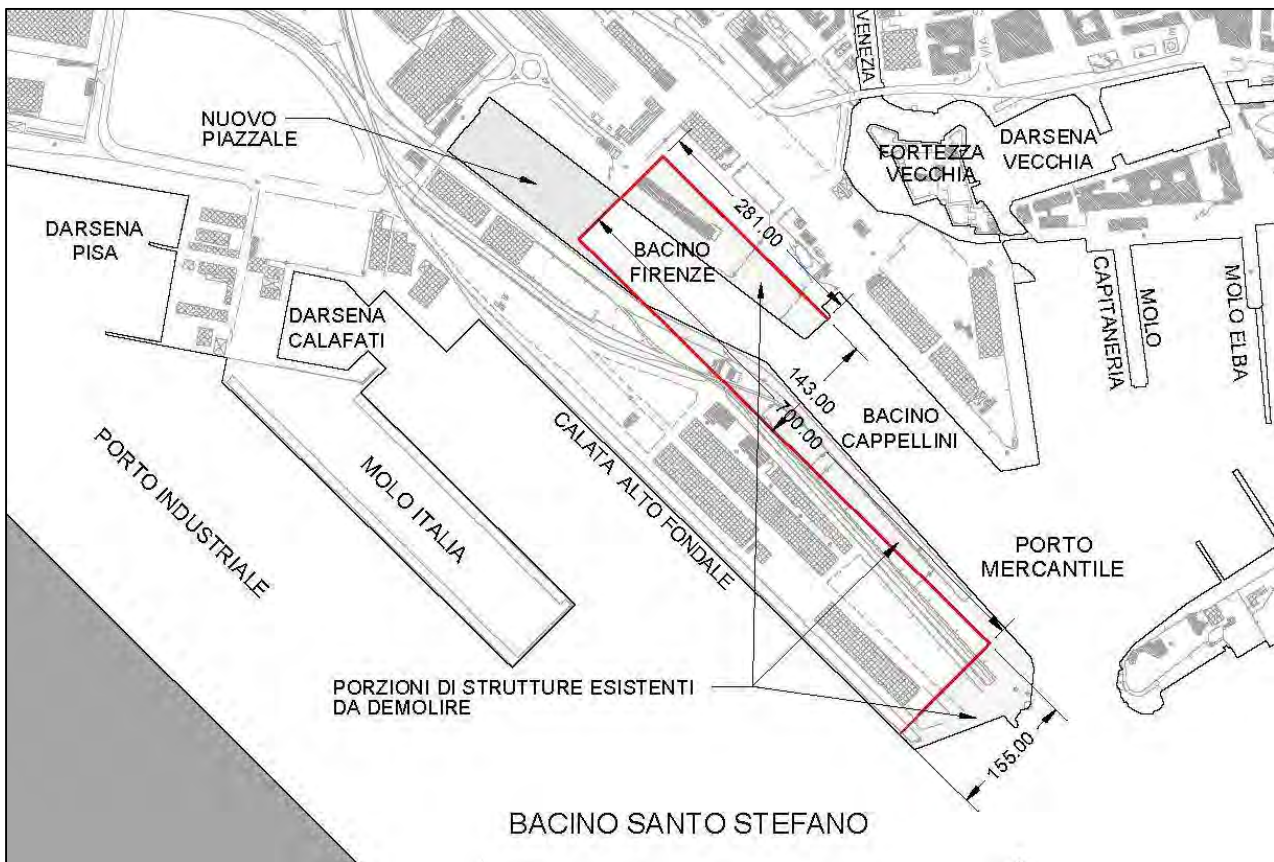 VENEZIA
VIA
NUOVO
PIAZZALE
DARSENA
VECCHIA
FORTEZZA
VECCHIA
DARSENA
PISA
281.00
BACINO
FIRENZE
CAPITANERIA
MOLO
MOLO ELBA
DARSENA
CALAFATI
143.00
700.00
BACINO
CAPPELLINI
PORTO INDUSTRIALE
MOLO ITALIA
CALATA ALTO FONDALE
PORTO
MERCANTILE
PORZIONI DI STRUTTURE ESISTENTI
DA DEMOLIRE
155.00
BACINO SANTO STEFANO